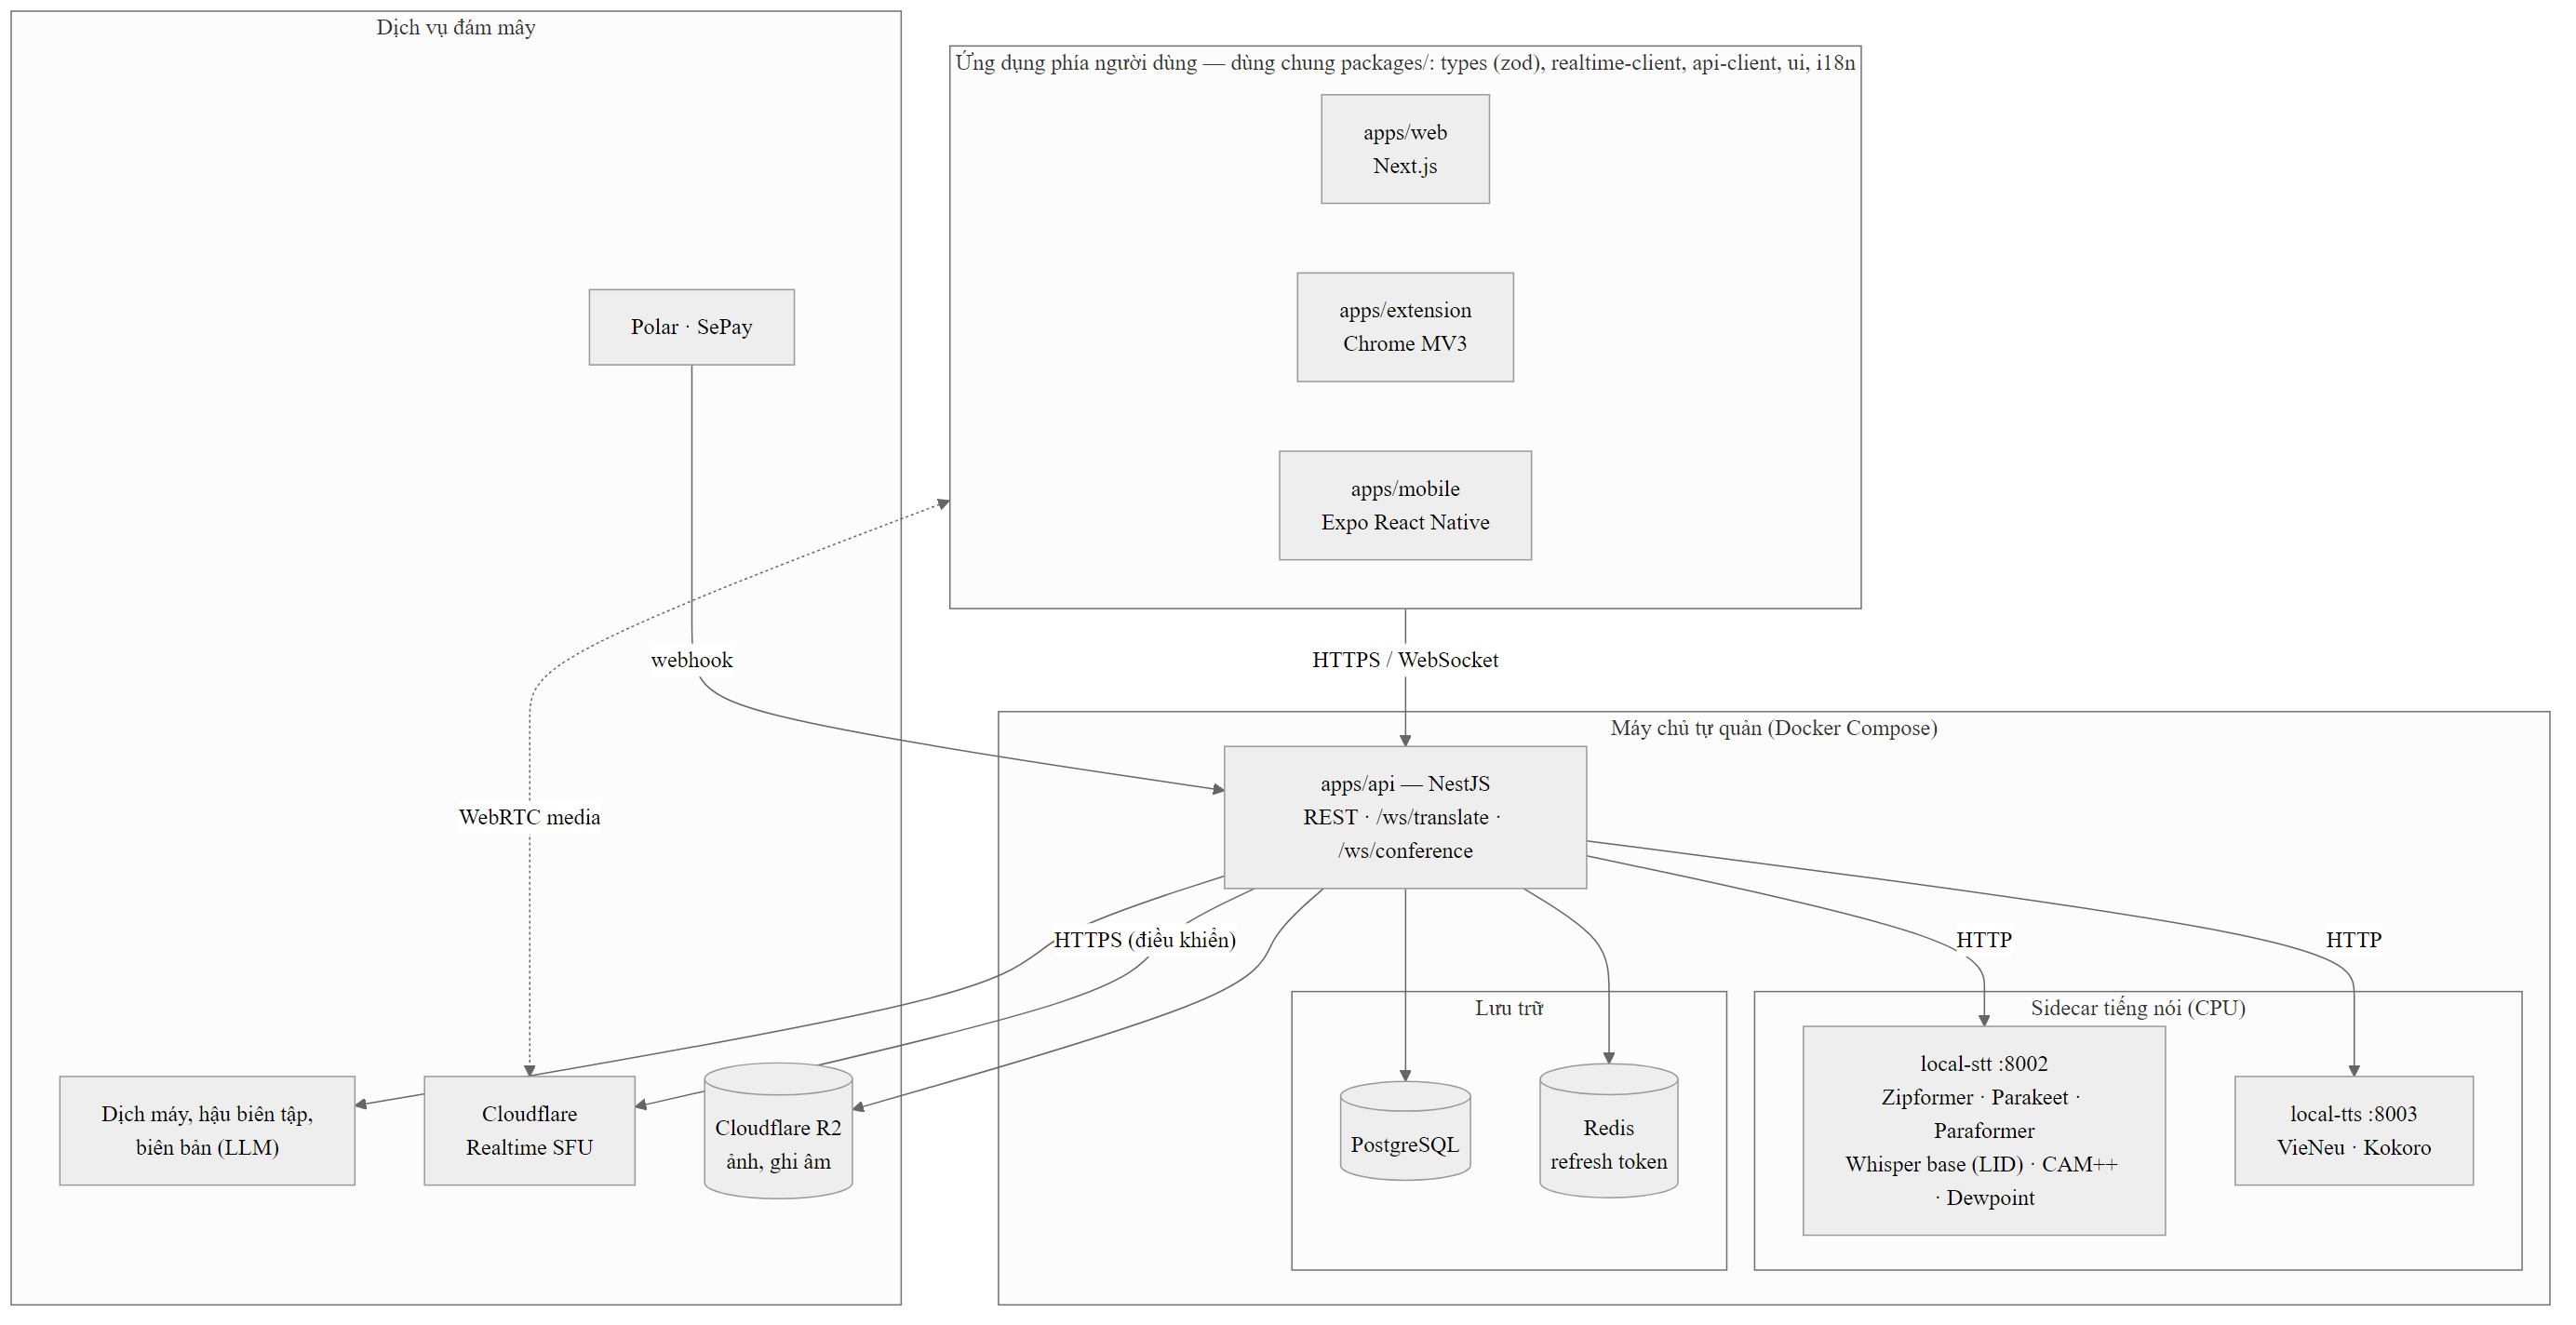 Dịch vụ đám mây
Ứng dụng phía người dùng — dùng chung packages/: types (zod), realtime-client, api-client, ui, i18n
apps/web
Next.js
apps/extension
Chrome MV3
apps/mobile
Expo React Native
Polar · SePay
webhook
HTTPS / WebSocket
WebRTC media
Máy chủ tự quản (Docker Compose)
apps/api — NestJS
REST · /ws/translate ·
/ws/conference
HTTPS (điều khiển)
HTTP
HTTP
Lưu trữ
Sidecar tiếng nói (CPU)
Dịch máy, hậu biên tập,
biên bản (LLM)
Cloudflare
Realtime SFU
Cloudflare R2
ảnh, ghi âm
PostgreSQL
Redis
refresh token
local-stt :8002
Zipformer · Parakeet ·
Paraformer
Whisper base (LID) · CAM++
· Dewpoint
local-tts :8003
VieNeu · Kokoro